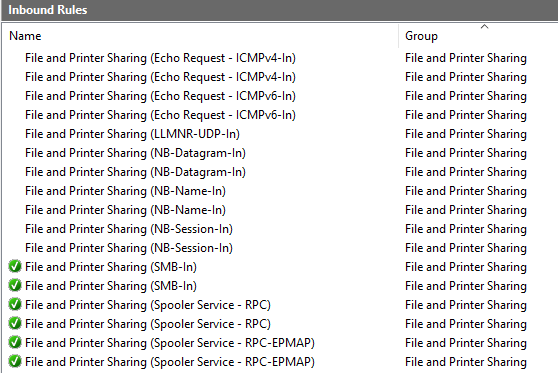 Inbound Rules
Name Group
File and Printer Sharing (Echo Request - ICMPv4-In) File and Printer Sharing
File and Printer Sharing (Echo Request - ICMPv4-In) File and Printer Sharing
File and Printer Sharing (Echo Request - ICMPv6-In) File and Printer Sharing
File and Printer Sharing (Echo Request - ICMPv6-In) File and Printer Sharing
File and Printer Sharing (LLMNR-UDP-In) File and Printer Sharing
File and Printer Sharing (NB-Datagram-In) File and Printer Sharing
File and Printer Sharing (NB-Datagram-In) File and Printer Sharing
File and Printer Sharing (NB-Name-In) File and Printer Sharing
File and Printer Sharing (NB-Name-In) File and Printer Sharing
File and Printer Sharing (NB-Session-In) File and Printer Sharing
File and Printer Sharing (NB-Session-In) File and Printer Sharing
File and Printer Sharing (SMB-In) File and Printer Sharing
File and Printer Sharing (SMB-In) File and Printer Sharing
File and Printer Sharing (Spooler Service - RPC) File and Printer Sharing
File and Printer Sharing (Spooler Service - RPC) File and Printer Sharing
File and Printer Sharing (Spooler Service - RPC-EPMAP) File and Printer Sharing
File and Printer Sharing (Spooler Service - RPC-EPMAP) File and Printer Sharing